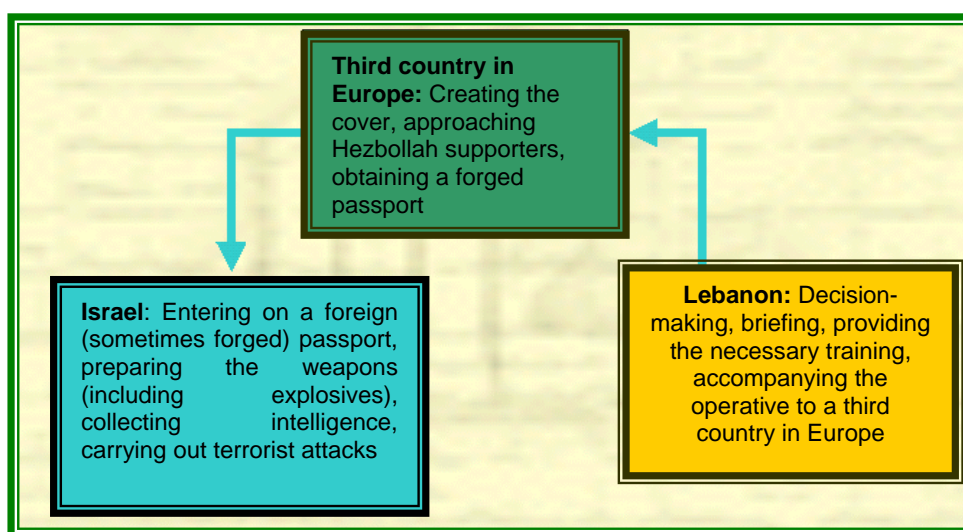 Third country in
Europe: Creating the
cover, approaching
Hezbollah supporters,
obtaining a forged
passport
Israel: Entering on a foreign
(sometimes forged) passport,
preparing the weapons
(including explosives),
collecting intelligence,
carrying out terrorist attacks
Lebanon: Decision-
making, briefing, providing
the necessary training,
accompanying the
operative to a third
country in Europe